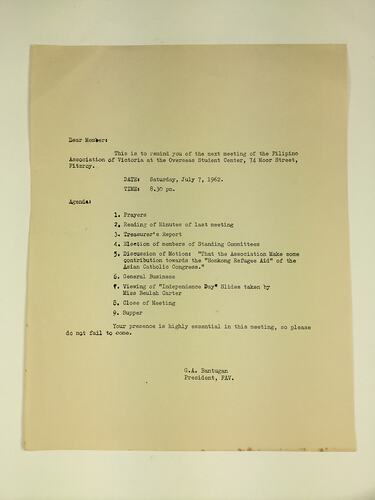 Dear Member:
This is to remind you of the next meeting of the Filipino
Association of Victoria at the Overseas Student Center, 74 Moor Street,
Fitzroy.
DATE: Saturday, July 7, 1962.
TIME: 8.30 pm.
Agenda:
1. Prayers
2. Reading of Minutes of last meeting
3. Treasurer's Report
4. Election of members of Standing Committees
5. Discussion of Motion: "That the Association Make some
contribution towards the "Honkong Refugee Aid" of the
Asian Catholic Congress."
6. General Business
7. Viewing of "Independence Day" Slides taken by
Miss Beulah Carter
8. Close of Meeting
9. Supper
Your presence is highly essential in this meeting, so please
do not fail to come.
G.A. Bantugan
President, FAV.